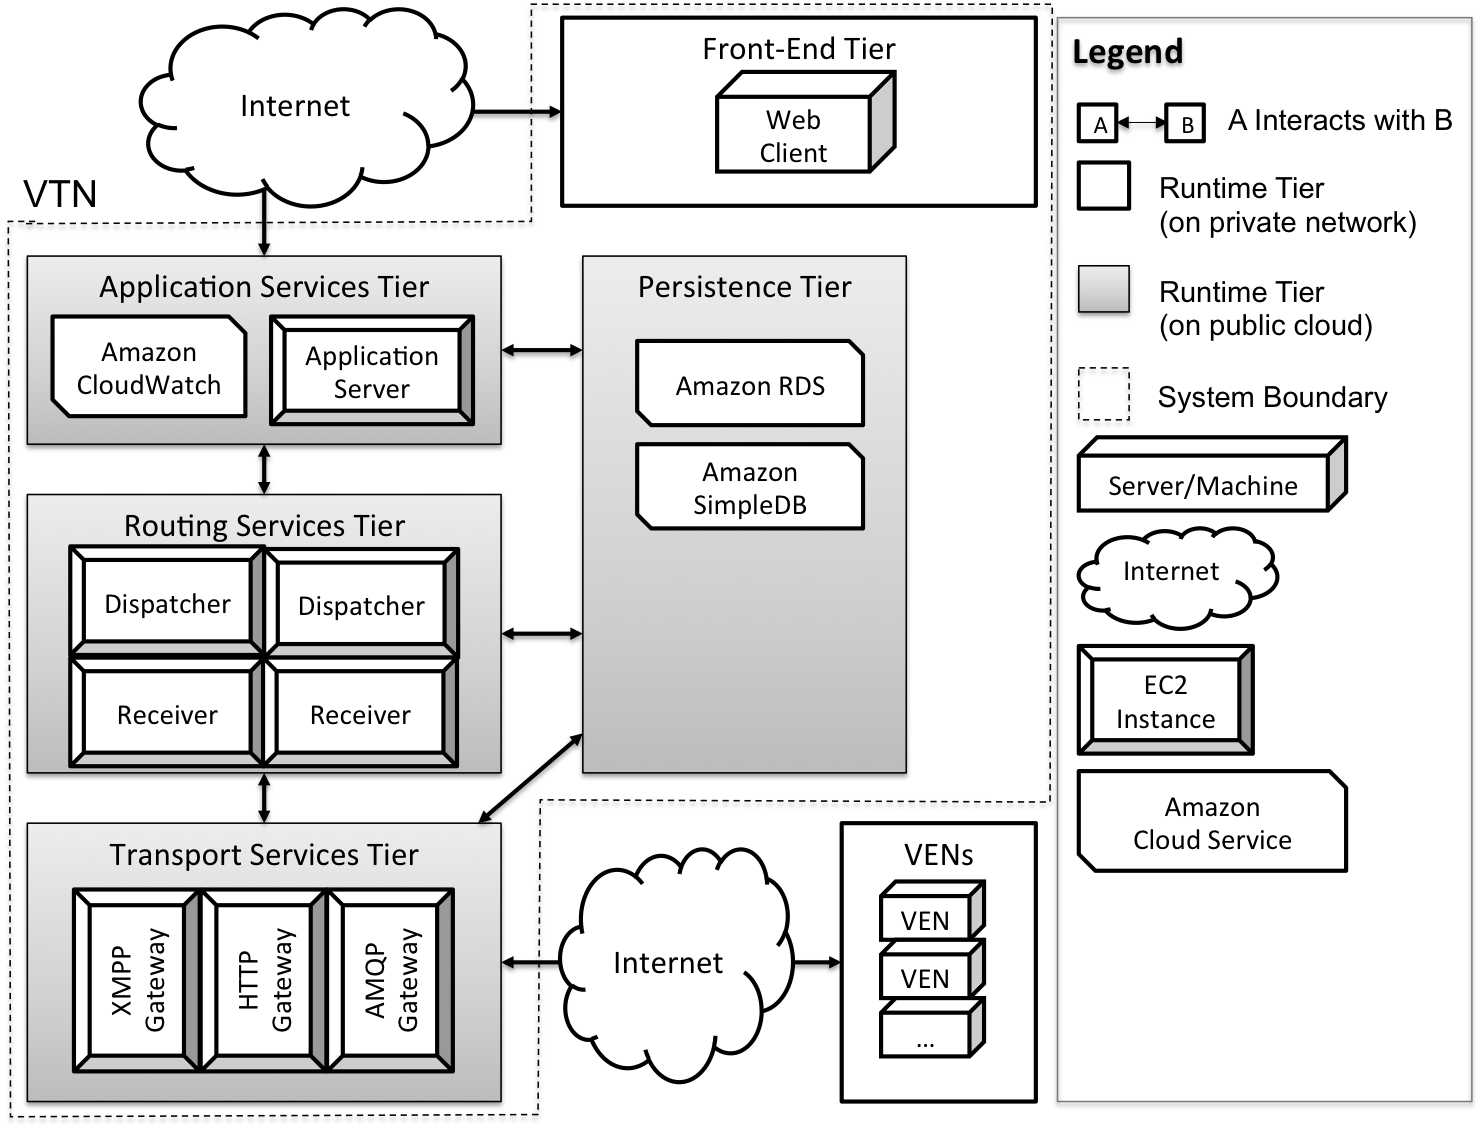 Internet
Front-End Tier
Web
Client
VTN
Application Services Tier
Amazon
CloudWatch
Application
Server
Persistence Tier
Amazon RDS
Amazon
SimpleDB
Routing Services Tier
Dispatcher
Dispatcher
Receiver
Receiver
Transport Services Tier
XMPP
Gateway
HTTP
Gateway
AMQP
Gateway
Internet
VENs
VEN
VEN
...
Legend
A
B
A Interacts with B
Runtime Tier
(on private network)
Runtime Tier
(on public cloud)
System Boundary
Server/Machine
Internet
EC2
Instance
Amazon
Cloud Service